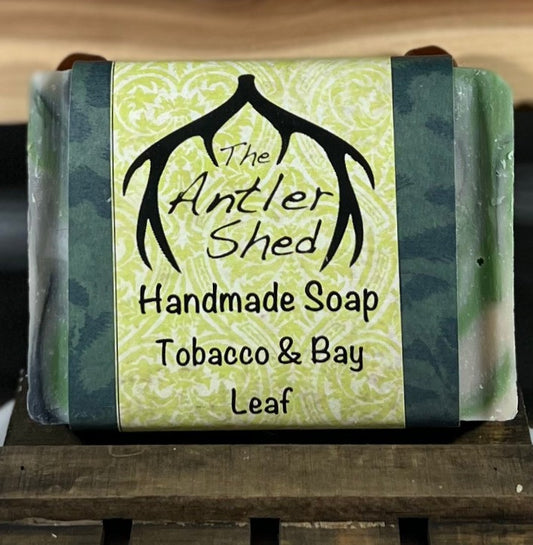 The
Antler
Shed
Handmade Soap
Tobacco & Bay
Leaf